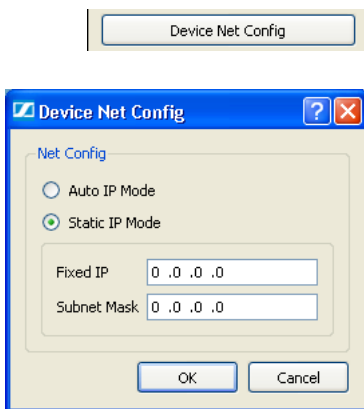 Device Net Config
Device Net Config
Net Config
Auto IP Mode
Static IP Mode
Fixed IP 0 .0 .0 .0
Subnet Mask 0 .0 .0 .0
OK Cancel